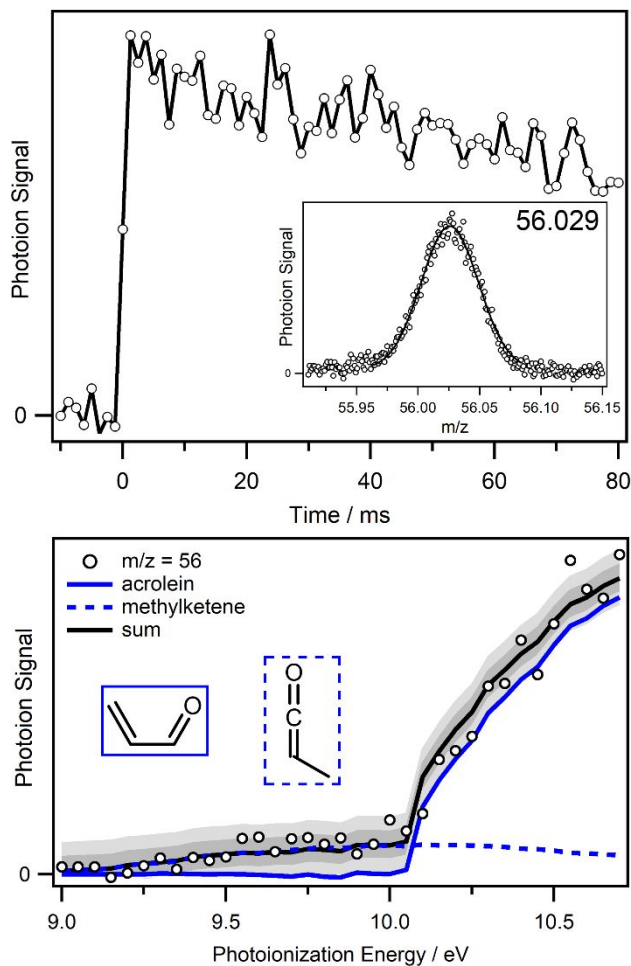 Photoion Signal
0
0
20
40
60
80
Time / ms
56.029
Photoion Signal
0
55.95
56.00
56.05
56.10
56.15
m/z
Photoion Signal
m/z = 56
acrolein
methylketene
sum
O
O
C
0
9.0
9.5
10.0
10.5
Photoionization Energy / eV